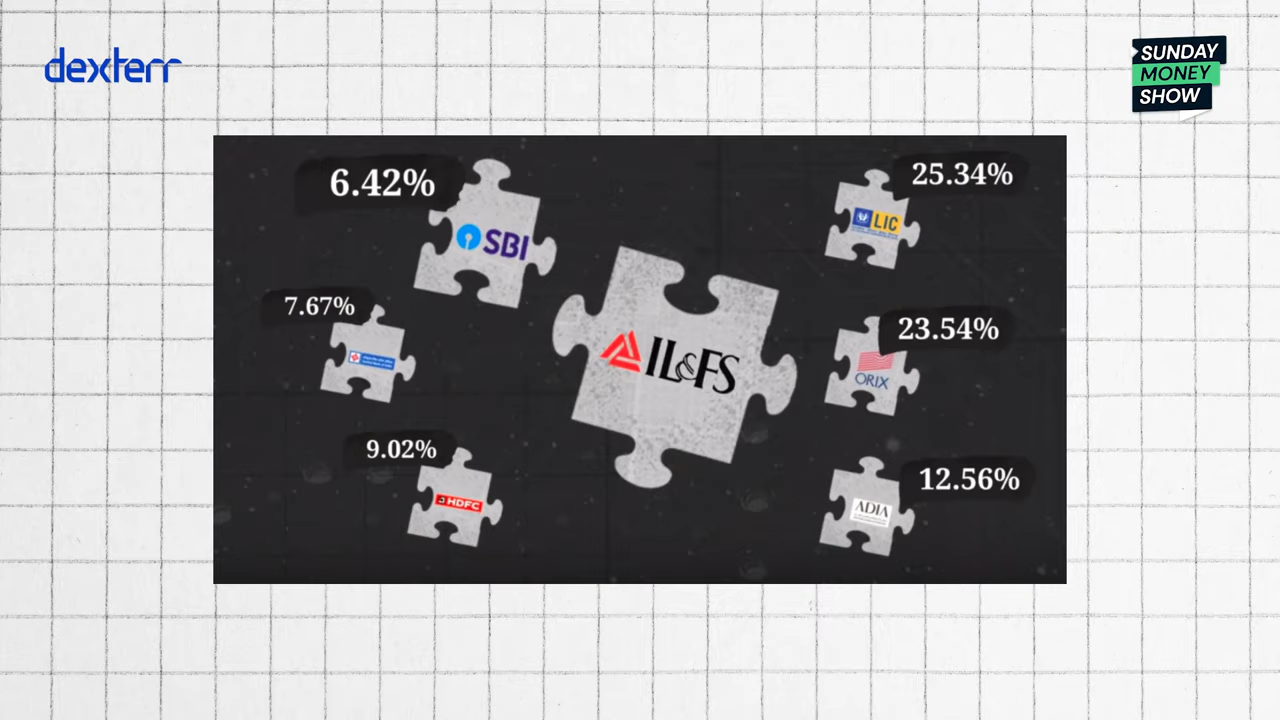 dexterr
SUNDAY
MONEY
SHOW
6.42%
SBI
25.34%
LIC
7.67%
IL&FS
23.54%
ORIX
9.02%
HDFC
12.56%
ADIA